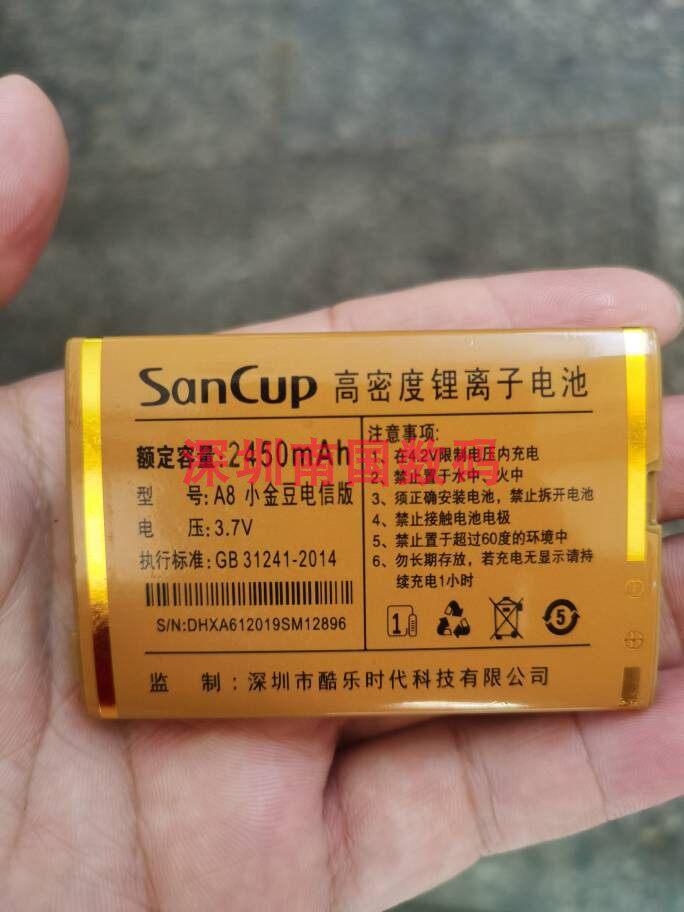 SanCup 高密度锂离子电池
额定容量:2450mAh
型 号: A8 小金豆电信版
电 压: 3.7V
执行标准: GB 31241-2014
S/N:DHXA612019SM12896
注意事项:
1、在4.2V限制电压内充电
2、禁止置于水中、火中
3、须正确安装电池，禁止拆开电池
4、禁止接触电池电极
5、禁止置于超过60度的环境中
6、勿长期存放，若充电无显示请持
续充电1小时
1
5
监 制：深圳市酷乐时代科技有限公司
深圳南国数码